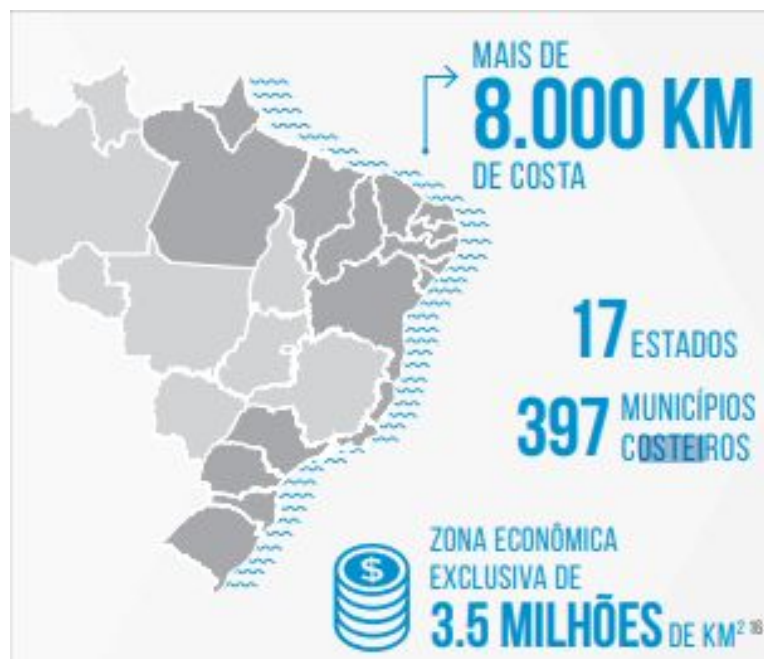 MAIS DE
8.000 KM
DE COSTA
17 ESTADOS
397 MUNICÍPIOS
COSTEIROS
ZONA ECONÔMICA
EXCLUSIVA DE
$
3.5 MILHÕES DE KM² 16